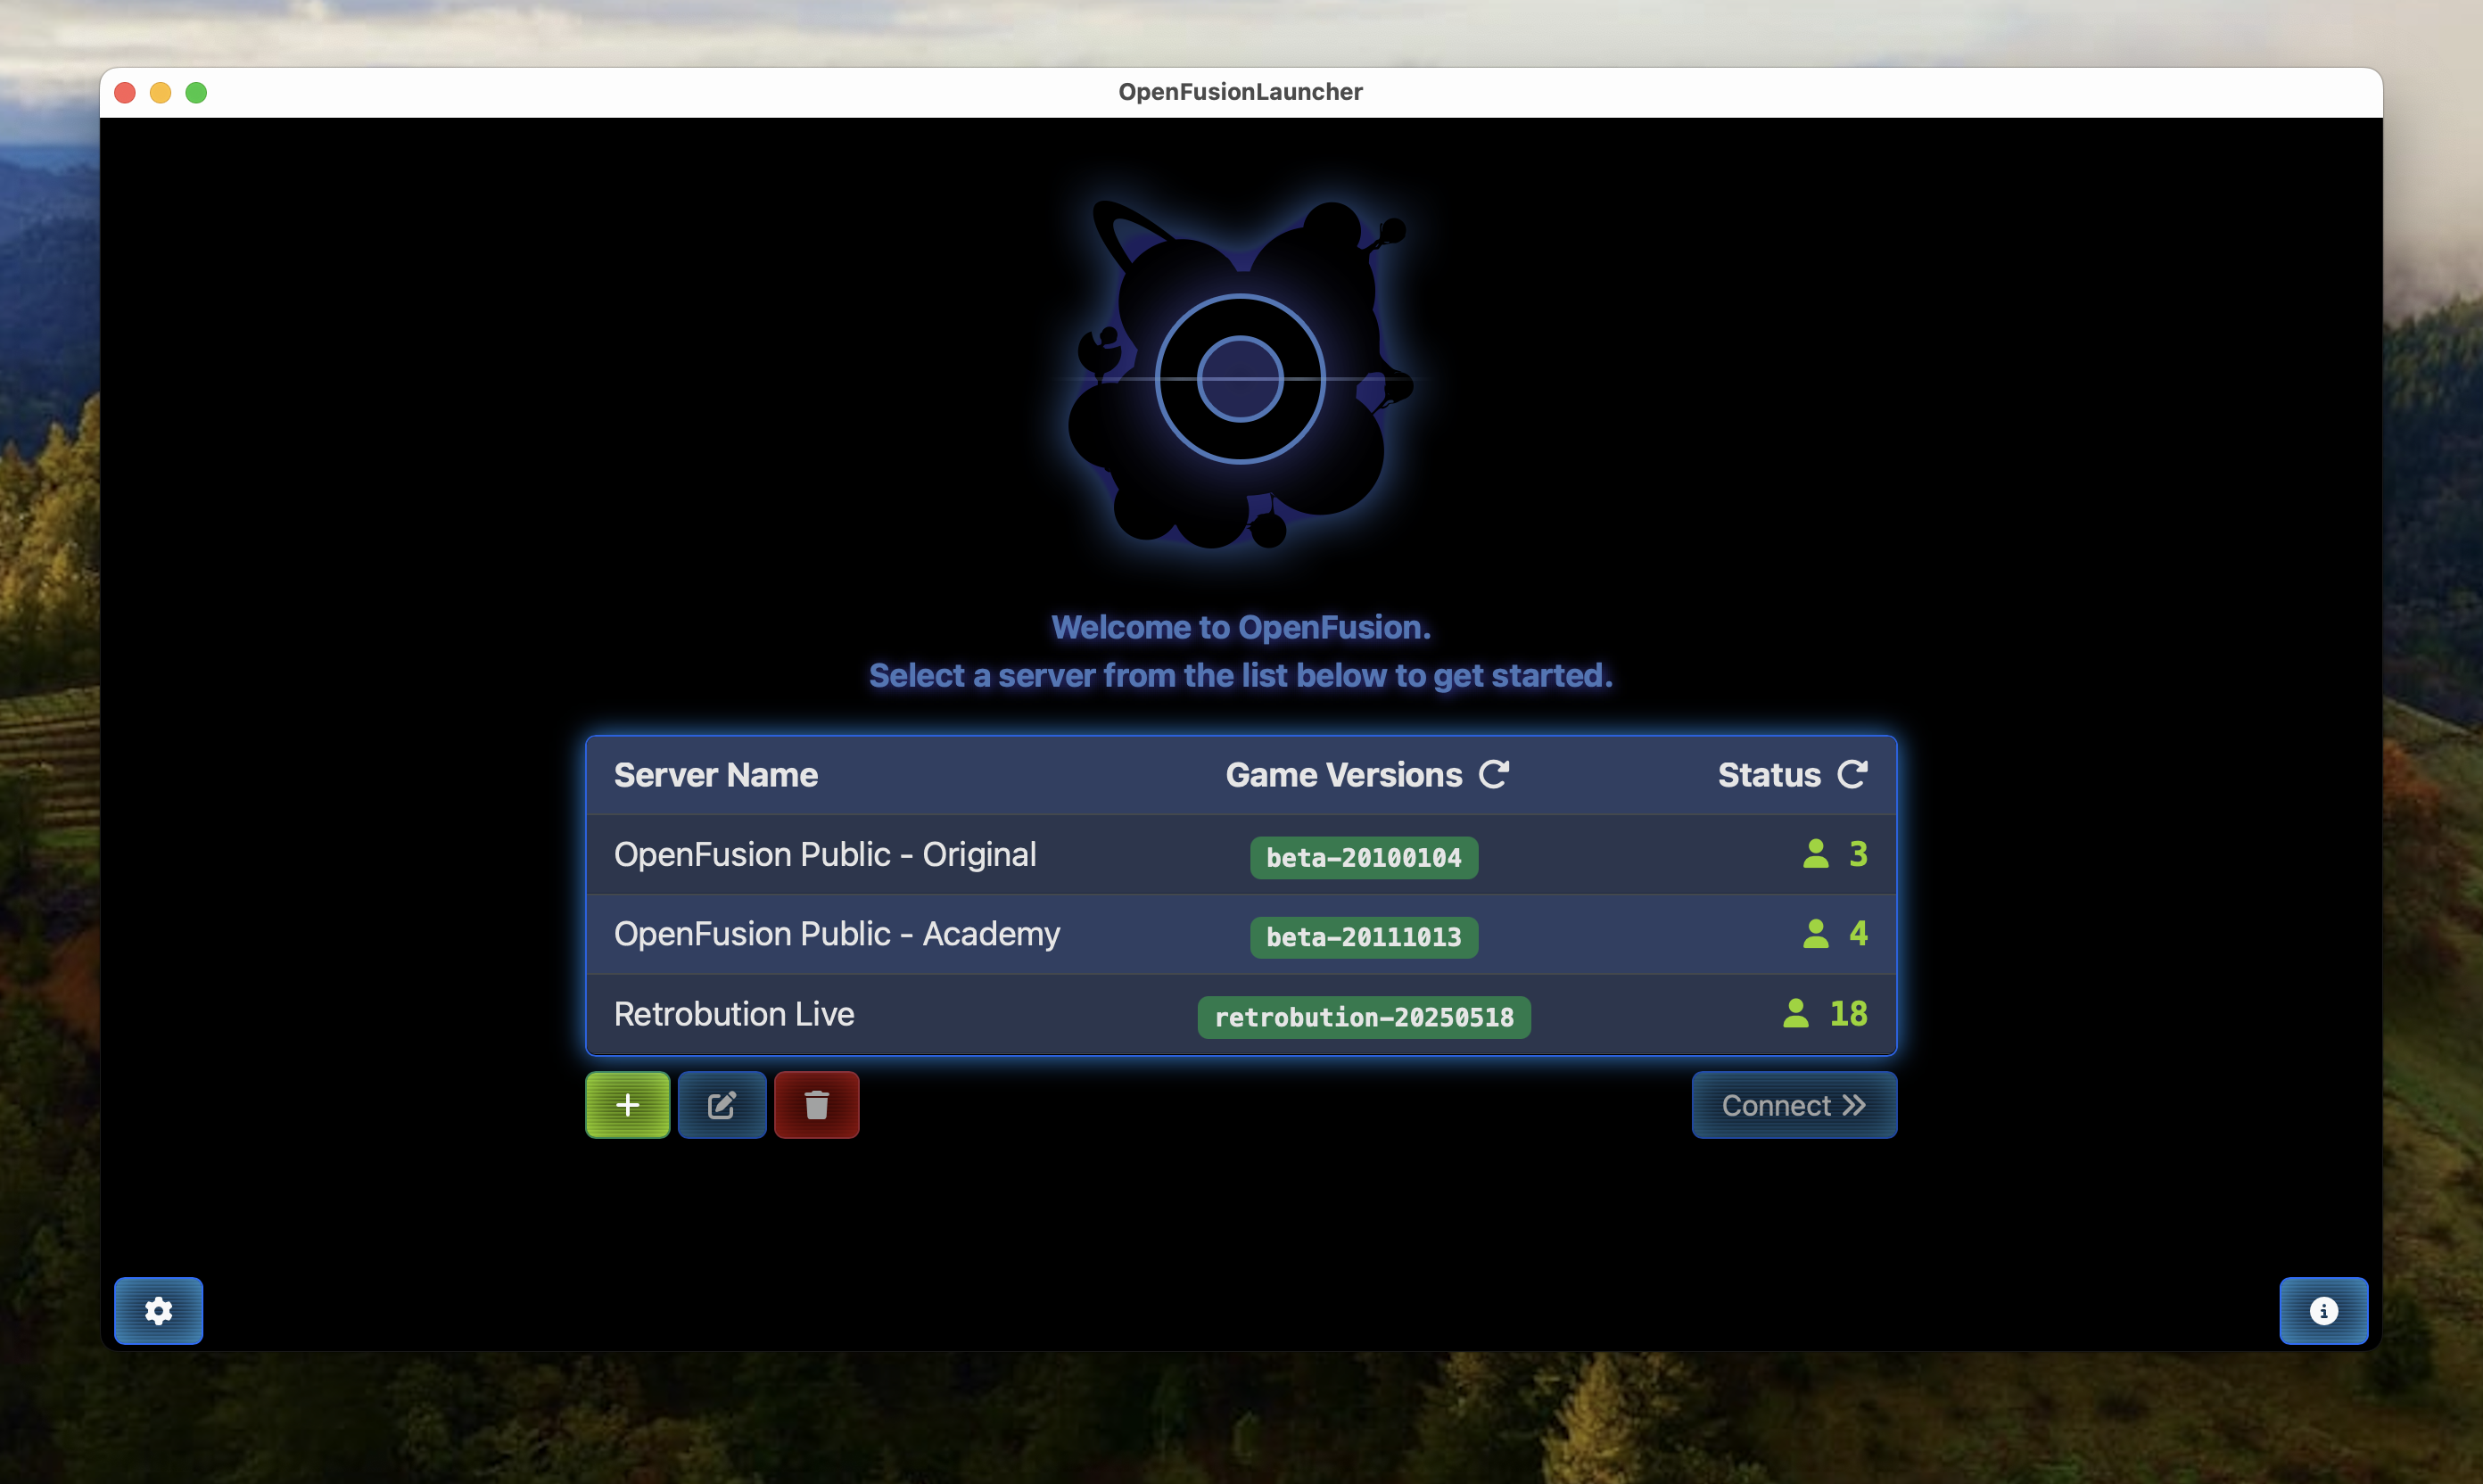 OpenFusionLauncher
Welcome to OpenFusion.
Select a server from the list below to get started.
Server Name Game Versions Status
OpenFusion Public - Original beta-20100104 3
OpenFusion Public - Academy beta-20111013 4
Retrobution Live retrobution-20250518 18
Connect